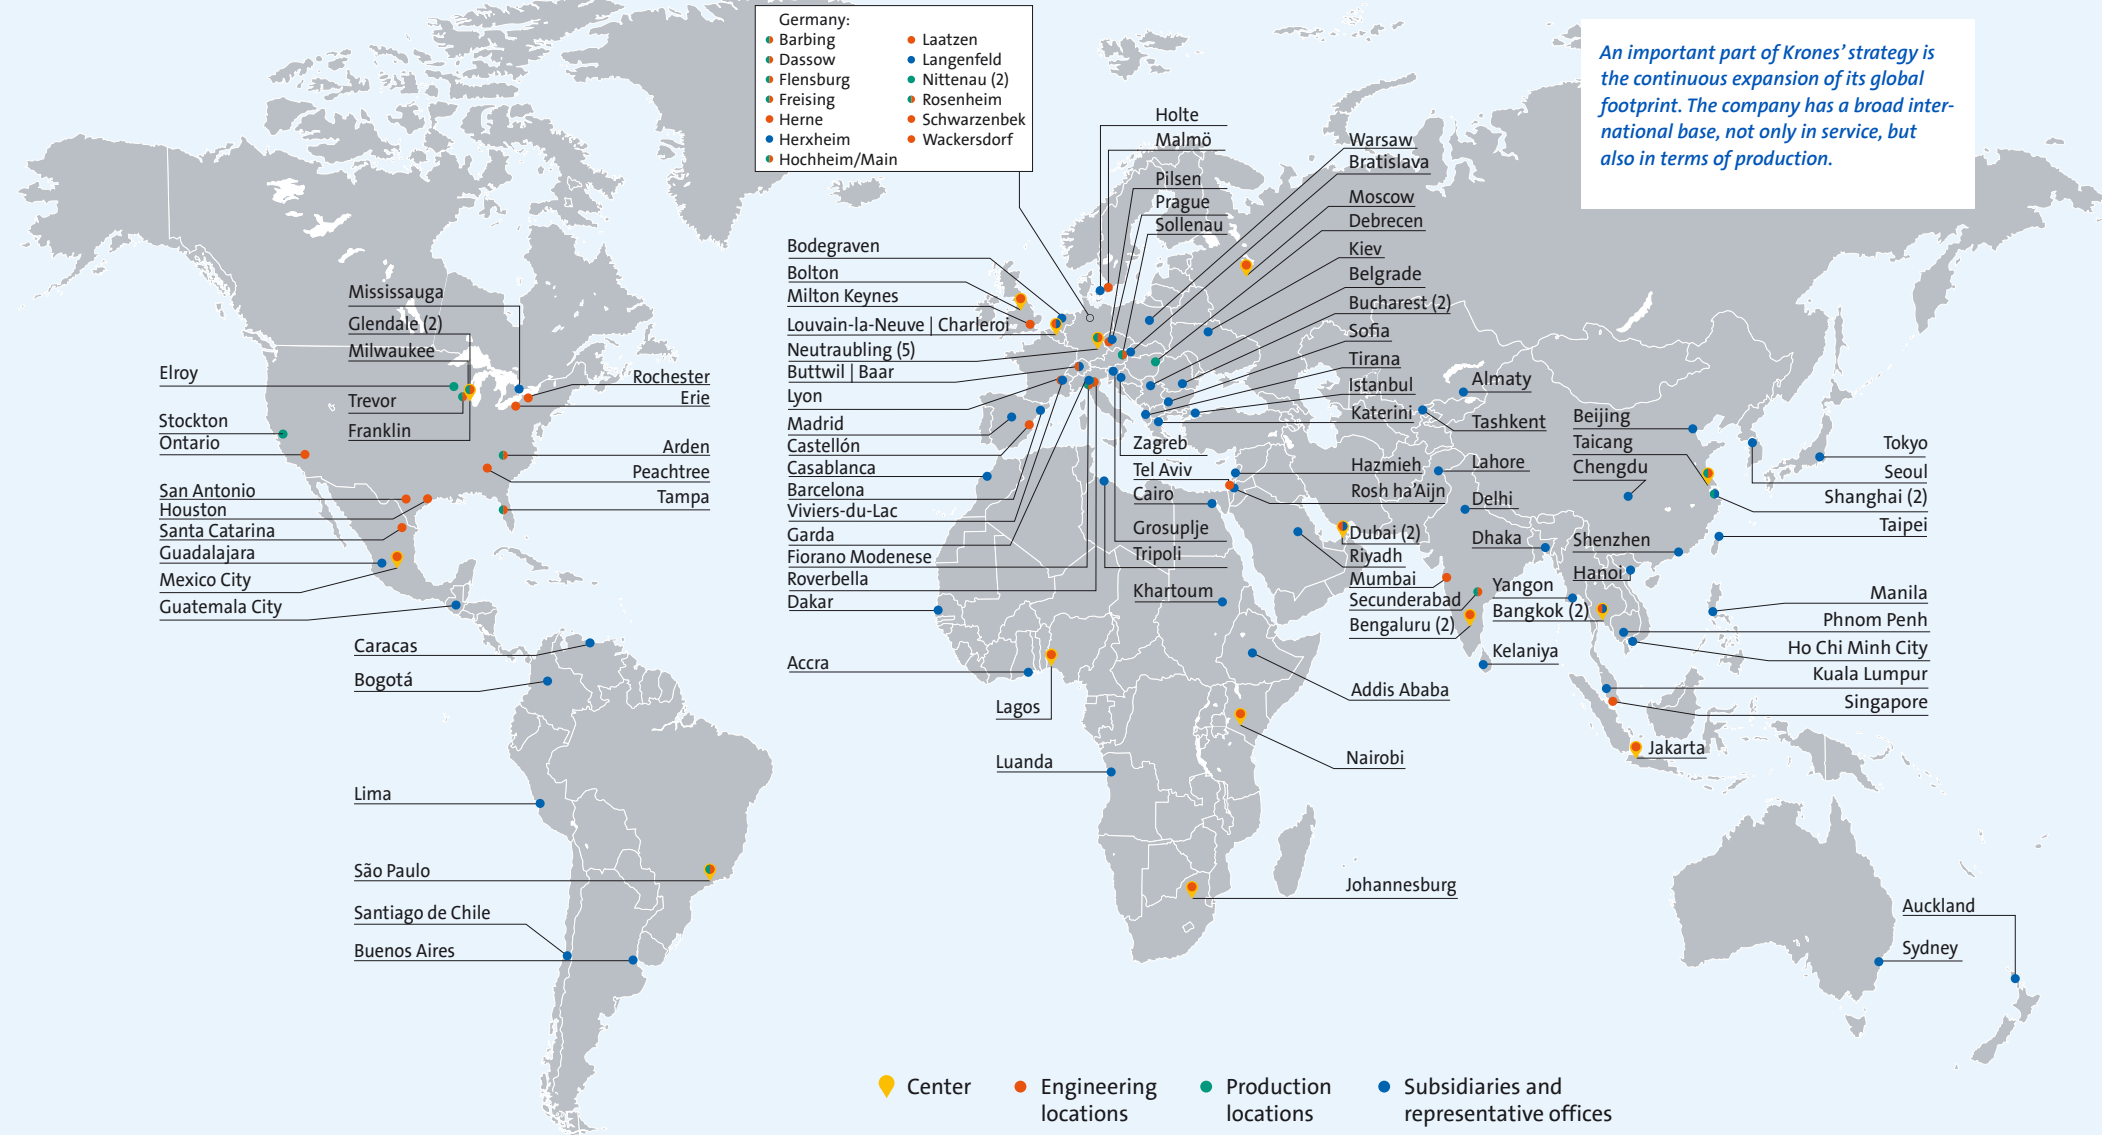 Germany:
Barbing
Dassow
Flensburg
Freising
Herne
Herxheim
Hochheim/Main
Laatzen
Langenfeld
Nittenau (2)
Rosenheim
Schwarzenbek
Wackersdorf
An important part of Krones’ strategy is
the continuous expansion of its global
footprint. The company has a broad inter-
national base, not only in service, but
also in terms of production.
Mississauga
Glendale (2)
Milwaukee
Elroy
Trevor
Franklin
Stockton
Ontario
Rochester
Erie
Arden
Peachtree
Tampa
San Antonio
Houston
Santa Catarina
Guadalajara
Mexico City
Guatemala City
Caracas
Bogotá
Lima
São Paulo
Santiago de Chile
Buenos Aires
Bodegraven
Bolton
Milton Keynes
Louvain-la-Neuve | Charleroi
Neutraubling (5)
Buttwil | Baar
Lyon
Madrid
Castellón
Casablanca
Barcelona
Viviers-du-Lac
Garda
Fiorano Modenese
Roverbella
Dakar
Accra
Lagos
Luanda
Holte
Malmö
Pilsen
Prague
Sollenau
Warsaw
Bratislava
Moscow
Debrecen
Kiev
Belgrade
Bucharest (2)
Sofia
Tirana
Istanbul
Katerini
Zagreb
Tel Aviv
Cairo
Grosuplje
Tripoli
Khartoum
Hazmieh
Rosh ha’Aijn
Dubai (2)
Riyadh
Mumbai
Secunderabad
Bengaluru (2)
Addis Ababa
Nairobi
Johannesburg
Almaty
Tashkent
Lahore
Delhi
Dhaka
Yangon
Bangkok (2)
Kelaniya
Beijing
Taicang
Chengdu
Shenzhen
Hanoi
Jakarta
Tokyo
Seoul
Shanghai (2)
Taipei
Manila
Phnom Penh
Ho Chi Minh City
Kuala Lumpur
Singapore
Auckland
Sydney
Center
Engineering
locations
Production
locations
Subsidiaries and
representative offices